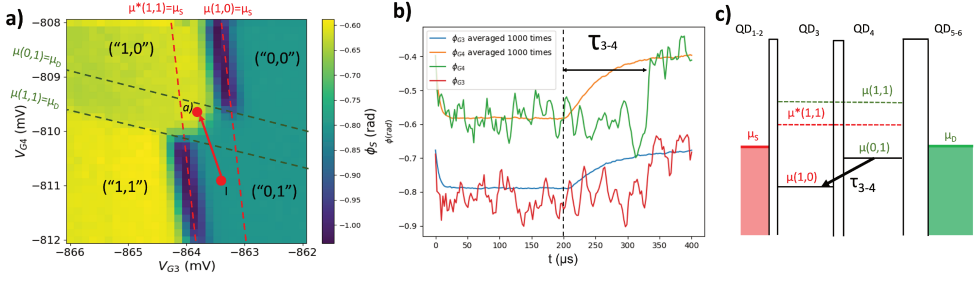 a)
μ*(1,1)=μS
μ(1,0)=μS
μ(0,1)=μD
μ(1,1)=μD
("1,0")
("0,0")
("1,1")
("0,1")
a)
I
−808
−809
−810
−811
−812
VG4 (mV)
−866
−865
−864
−863
−862
VG3 (mV)
−0.60
−0.65
−0.70
−0.75
−0.80
−0.85
−0.90
−0.95
−1.00
ϕS (rad)
b)
ϕG3 averaged 1000 times
ϕG4 averaged 1000 times
ϕG4
ϕG3
τ3-4
−0.4
−0.5
−0.6
−0.7
−0.8
−0.9
ϕ(rad)
0
50
100
150
200
250
300
350
400
t (μs)
c)
QD1-2
QD3
QD4
QD5-6
μ(1,1)
μ*(1,1)
μS
μ(0,1)
μD
μ(1,0)
τ3-4